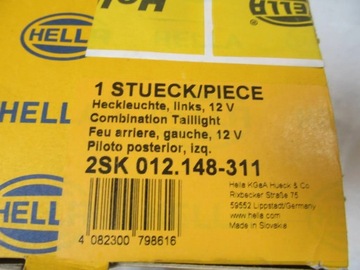 HELLA
HELLA
1 STUECK/PIECE
Heckleuchte, links, 12 V
Combination Taillight
Feu arriere, gauche, 12 V
Piloto posterior, izq.
2SK 012.148-311
Hella KGaA Hueck & Co
Rixbecker Straße 75
59552 Lippstadt/Germany
www.hella.com
Made in Slovakia
4 082300 798616
HELLA